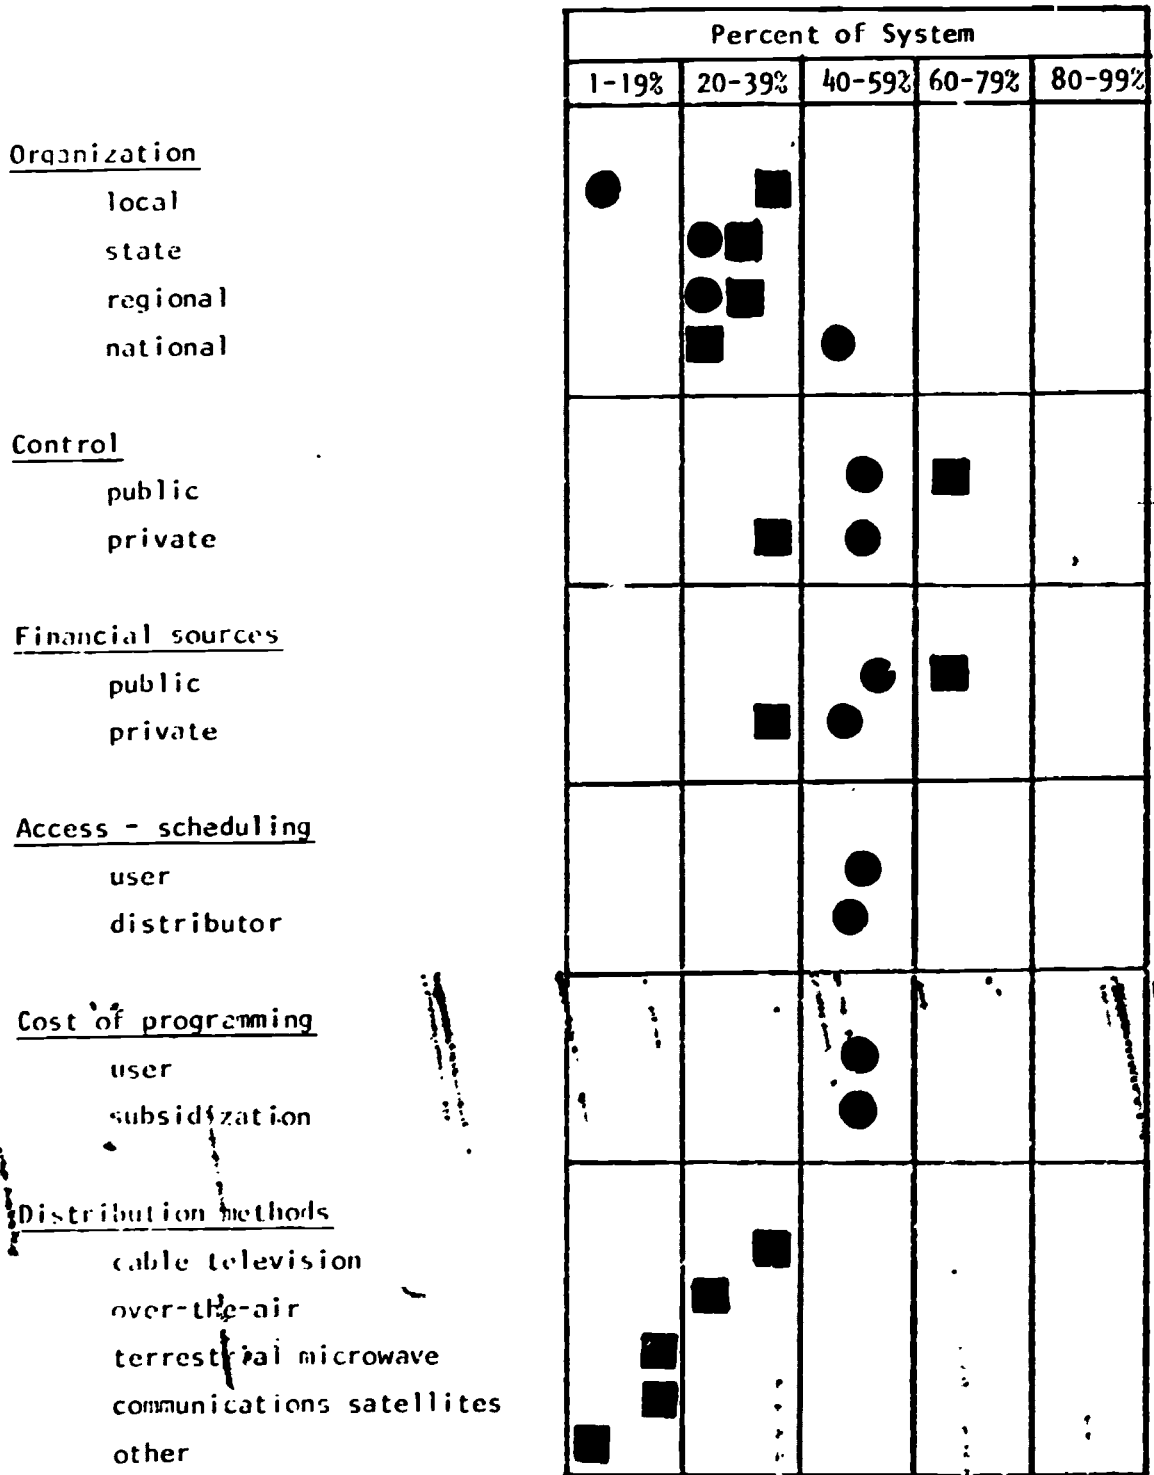 Percent of System
1-19% 20-39% 40-59% 60-79% 80-99%
Organization
local
state
regional
national
Control
public
private
Financial sources
public
private
Access - scheduling
user
distributor
Cost of programming
user
subsidization
Distribution methods
cable television
over-the-air
terrestrial microwave
communications satellites
other